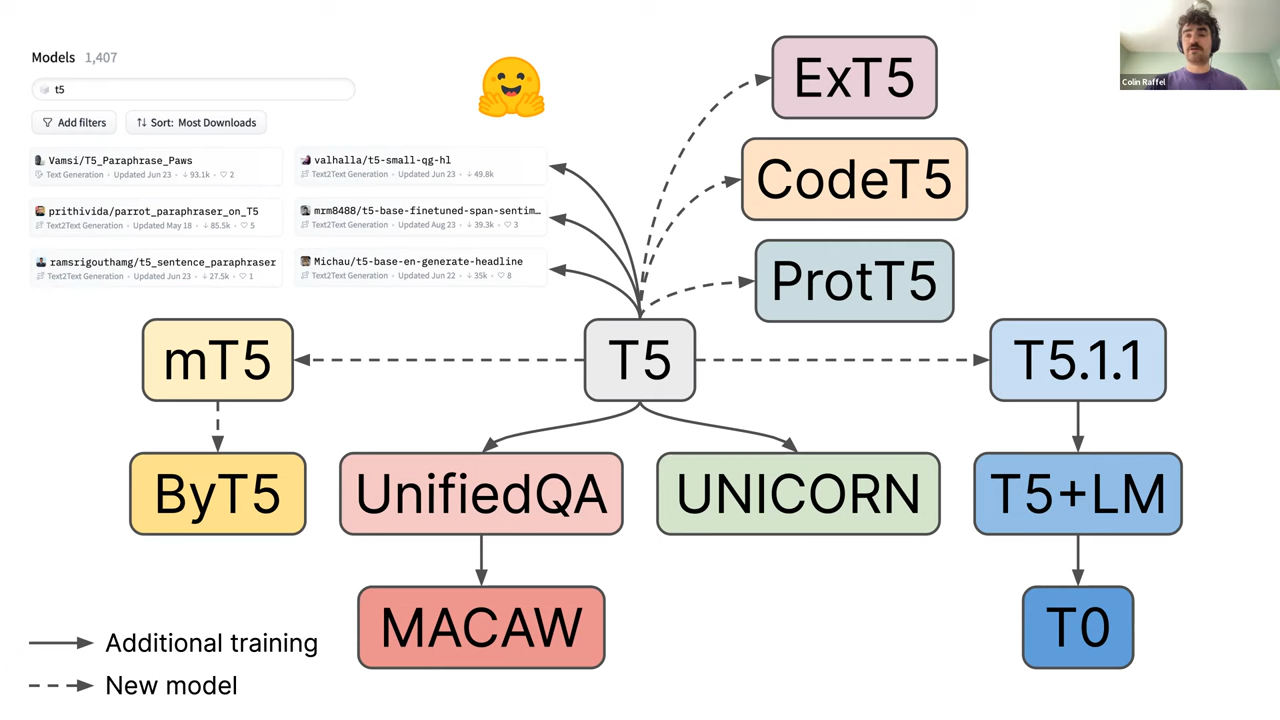 Models 1,407
t5
Add filters
Sort: Most Downloads
Vamsi/T5_Paraphrase_Paws
Text Generation • Updated Jun 23 • ↓ 93.1k • ♡ 2
valhalla/t5-small-qg-hl
Text2Text Generation • Updated Jun 23 • ↓ 49.8k
prithivida/parrot_paraphraser_on_T5
Text2Text Generation • Updated May 18 • ↓ 85.5k • ♡ 5
mrm8488/t5-base-finetuned-span-sentim…
Text2Text Generation • Updated Aug 23 • ↓ 39.3k • ♡ 3
ramsrigouthamg/t5_sentence_paraphraser
Text2Text Generation • Updated Jun 23 • ↓ 27.5k • ♡ 1
Michau/t5-base-en-generate-headline
Text2Text Generation • Updated Jun 22 • ↓ 35k • ♡ 8
Colin Raffel
ExT5
CodeT5
ProtT5
mT5
T5
T5.1.1
ByT5
UnifiedQA
UNICORN
T5+LM
MACAW
T0
Additional training
New model